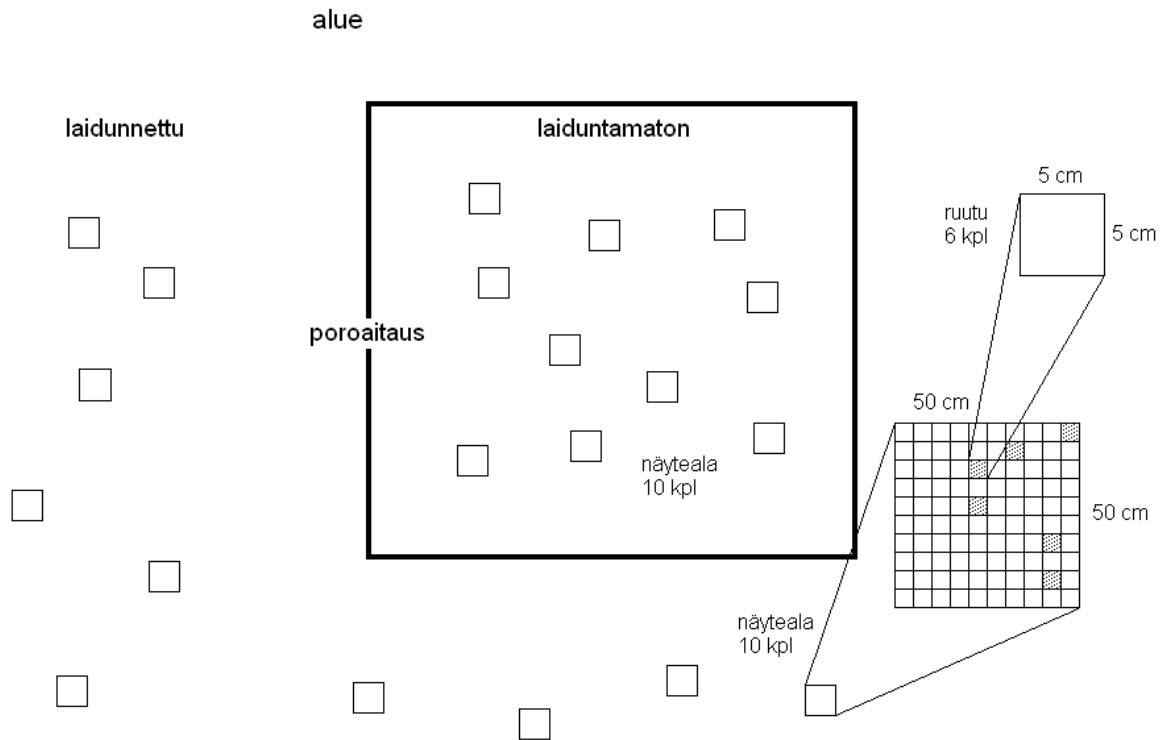 alue
laidunnettu
laiduntamaton
5 cm
ruutu
6 kpl
5 cm
poroaitaus
50 cm
näyteala
10 kpl
50 cm
näyteala
10 kpl